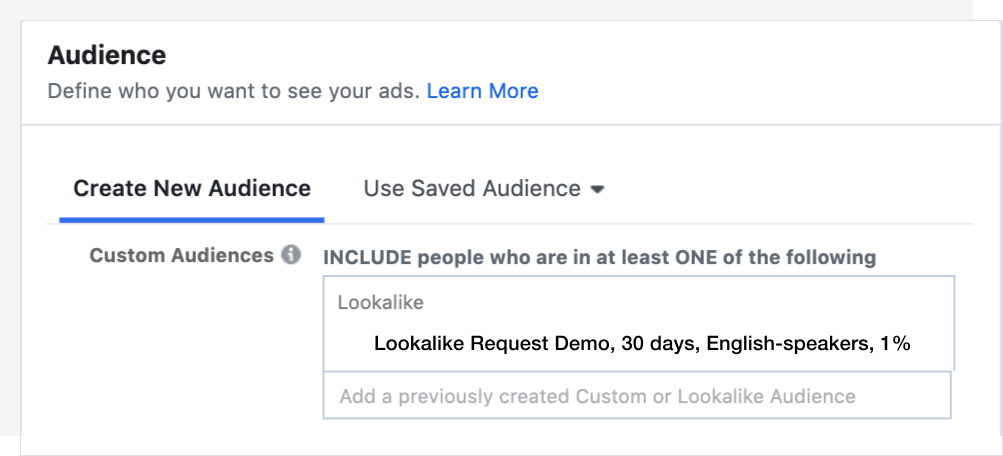 Audience
Define who you want to see your ads. Learn More
Create New Audience Use Saved Audience
Custom Audiences INCLUDE people who are in at least ONE of the following
Lookalike
Lookalike Request Demo, 30 days, English-speakers, 1%
Add a previously created Custom or Lookalike Audience